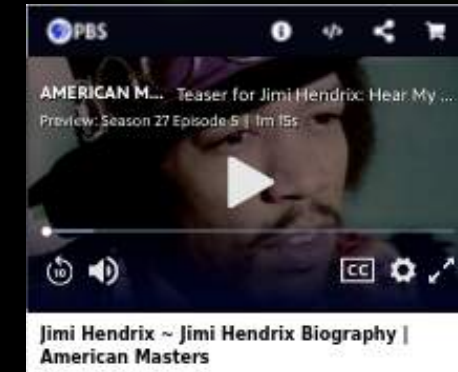 PBS
AMERICAN M... Teaser for Jimi Hendrix: Hear My ...
Preview: Season 27 Episode 5 | 1m 15s
10
CC
Jimi Hendrix ~ Jimi Hendrix Biography |
American Masters